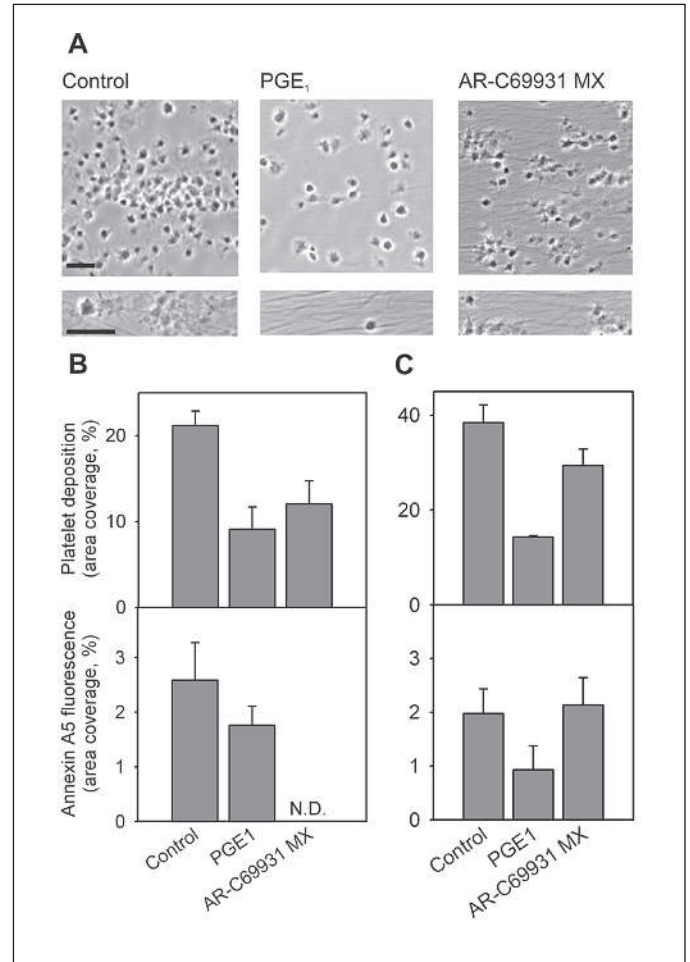 A
Control
PGE₁
AR-C69931 MX
B
C
Platelet deposition
(area coverage, %)
20
10
0
40
20
0
Annexin A5 fluorescence
(area coverage, %)
3
2
1
0
N.D.
3
2
1
0
Control
PGE1
AR-C69931 MX
Control
PGE1
AR-C69931 MX